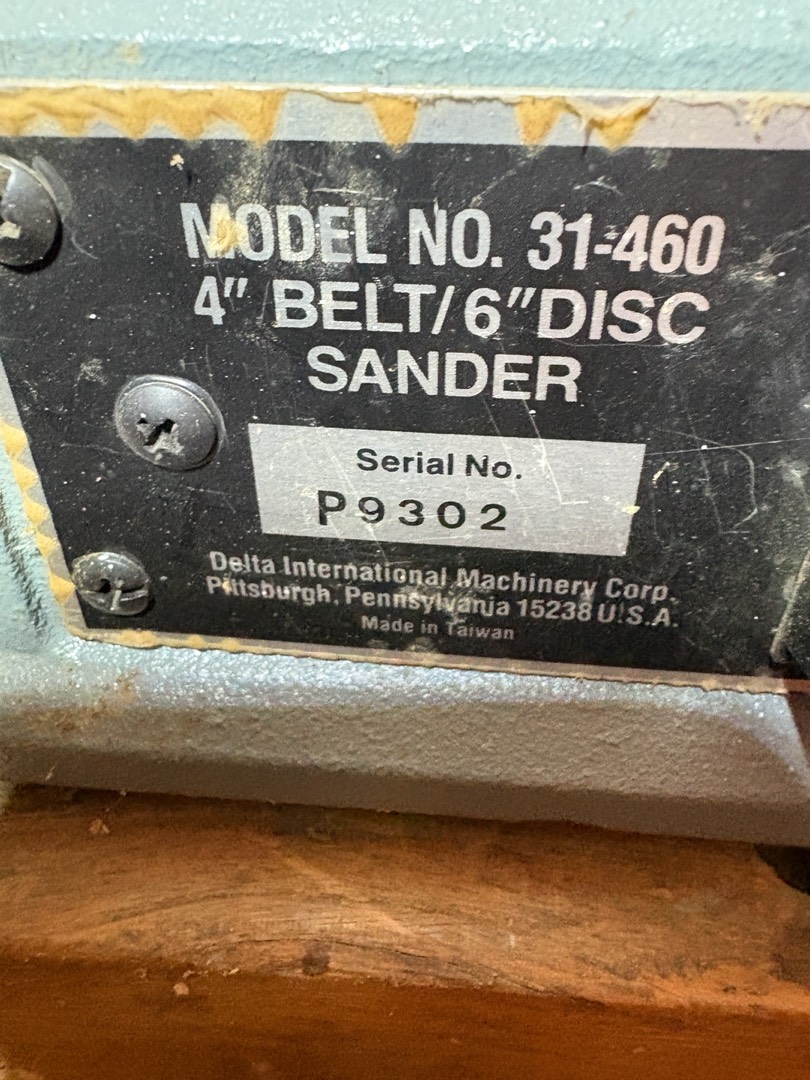 MODEL NO. 31-460
4" BELT/6" DISC
SANDER
Serial No.
P9302
Delta International Machinery Corp.
Pittsburgh, Pennsylvania 15238 U.S.A.
Made in Taiwan